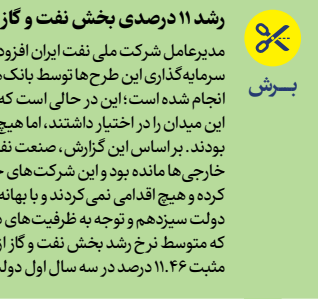 رشد ۱۱ درصدی بخش نفت و گاز
برش
مدیرعامل شرکت ملی نفت ایران افزود
سرمایه‌گذاری این طرح‌ها توسط بانک‌
انجام شده است؛ این در حالی است که
این میدان را در اختیار داشتند، اما هیچ
بودند. بر اساس این گزارش، صنعت نف
خارجی‌ها مانده بود و این شرکت‌های خ
کرده و هیچ اقدامی نمی‌کردند و با بهانه
دولت سیزدهم و توجه به ظرفیت‌های د
که متوسط نرخ رشد بخش نفت و گاز از
مثبت ۱۱.۴۶ درصد در سه سال اول دول